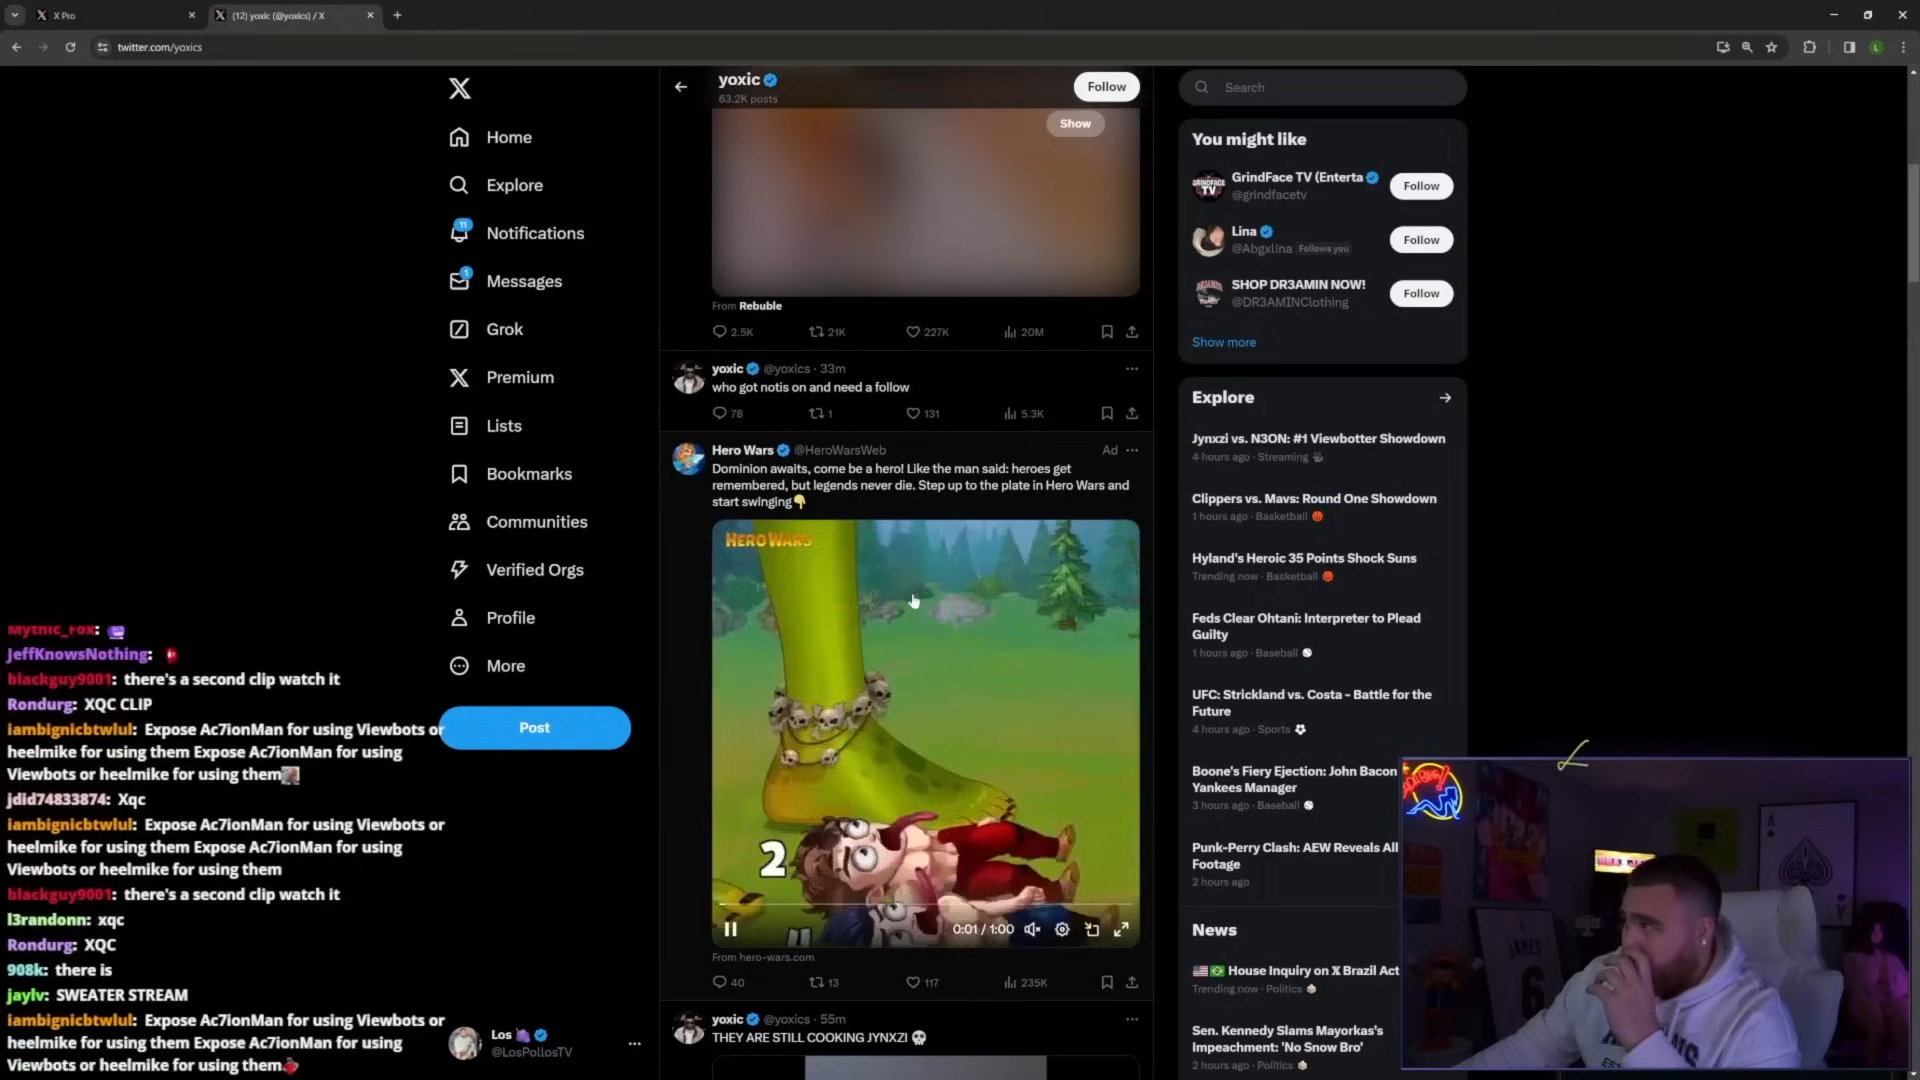 X Pro
(12) yoxic (@yoxics) / X
twitter.com/yoxics
L
Home
Explore
11
Notifications
1
Messages
Grok
Premium
Lists
Bookmarks
Communities
Verified Orgs
Profile
More
Post
Los
@LosPollosTV
yoxic
63.2K posts
Follow
Show
From Rebuble
2.5K 21K 227K 20M
yoxic @yoxics · 33m
who got notis on and need a follow
78 1 131 5.3K
Hero Wars @HeroWarsWeb Ad
Dominion awaits, come be a hero! Like the man said: heroes get
remembered, but legends never die. Step up to the plate in Hero Wars and
start swinging
HERO WARS
2
0:01 / 1:00
From hero-wars.com
40 13 117 235K
yoxic @yoxics · 55m
THEY ARE STILL COOKING JYNXZI
Search
You might like
GRINDFACE
TV
GrindFace TV (Enterta
@grindfacetv
Follow
Lina
@Abgxlina Follows you
Follow
SHOP DR3AMIN NOW!
@DR3AMINClothing
Follow
Show more
Explore
Jynxzi vs. N3ON: #1 Viewbotter Showdown
4 hours ago · Streaming
Clippers vs. Mavs: Round One Showdown
1 hours ago · Basketball
Hyland's Heroic 35 Points Shock Suns
Trending now · Basketball
Feds Clear Ohtani: Interpreter to Plead
Guilty
1 hours ago · Baseball
UFC: Strickland vs. Costa - Battle for the
Future
4 hours ago · Sports
Boone's Fiery Ejection: John Bacon
Yankees Manager
3 hours ago · Baseball
Punk-Perry Clash: AEW Reveals All
Footage
2 hours ago
News
House Inquiry on X Brazil Act
Trending now · Politics
Sen. Kennedy Slams Mayorkas's
Impeachment: 'No Snow Bro'
2 hours ago · Politics
Mythic_Fox:
JeffKnowsNothing:
blackguy9001: there's a second clip watch it
Rondurg: XQC CLIP
iambignicbtwlul: Expose Ac7ionMan for using Viewbots or
heelmike for using them Expose Ac7ionMan for using
Viewbots or heelmike for using them
jdid74833874: Xqc
iambignicbtwlul: Expose Ac7ionMan for using Viewbots or
heelmike for using them Expose Ac7ionMan for using
Viewbots or heelmike for using them
blackguy9001: there's a second clip watch it
l3randonn: xqc
Rondurg: XQC
908k: there is
jaylv: SWEATER STREAM
iambignicbtwlul: Expose Ac7ionMan for using Viewbots or
heelmike for using them Expose Ac7ionMan for using
Viewbots or heelmike for using them
A
JAMES
6